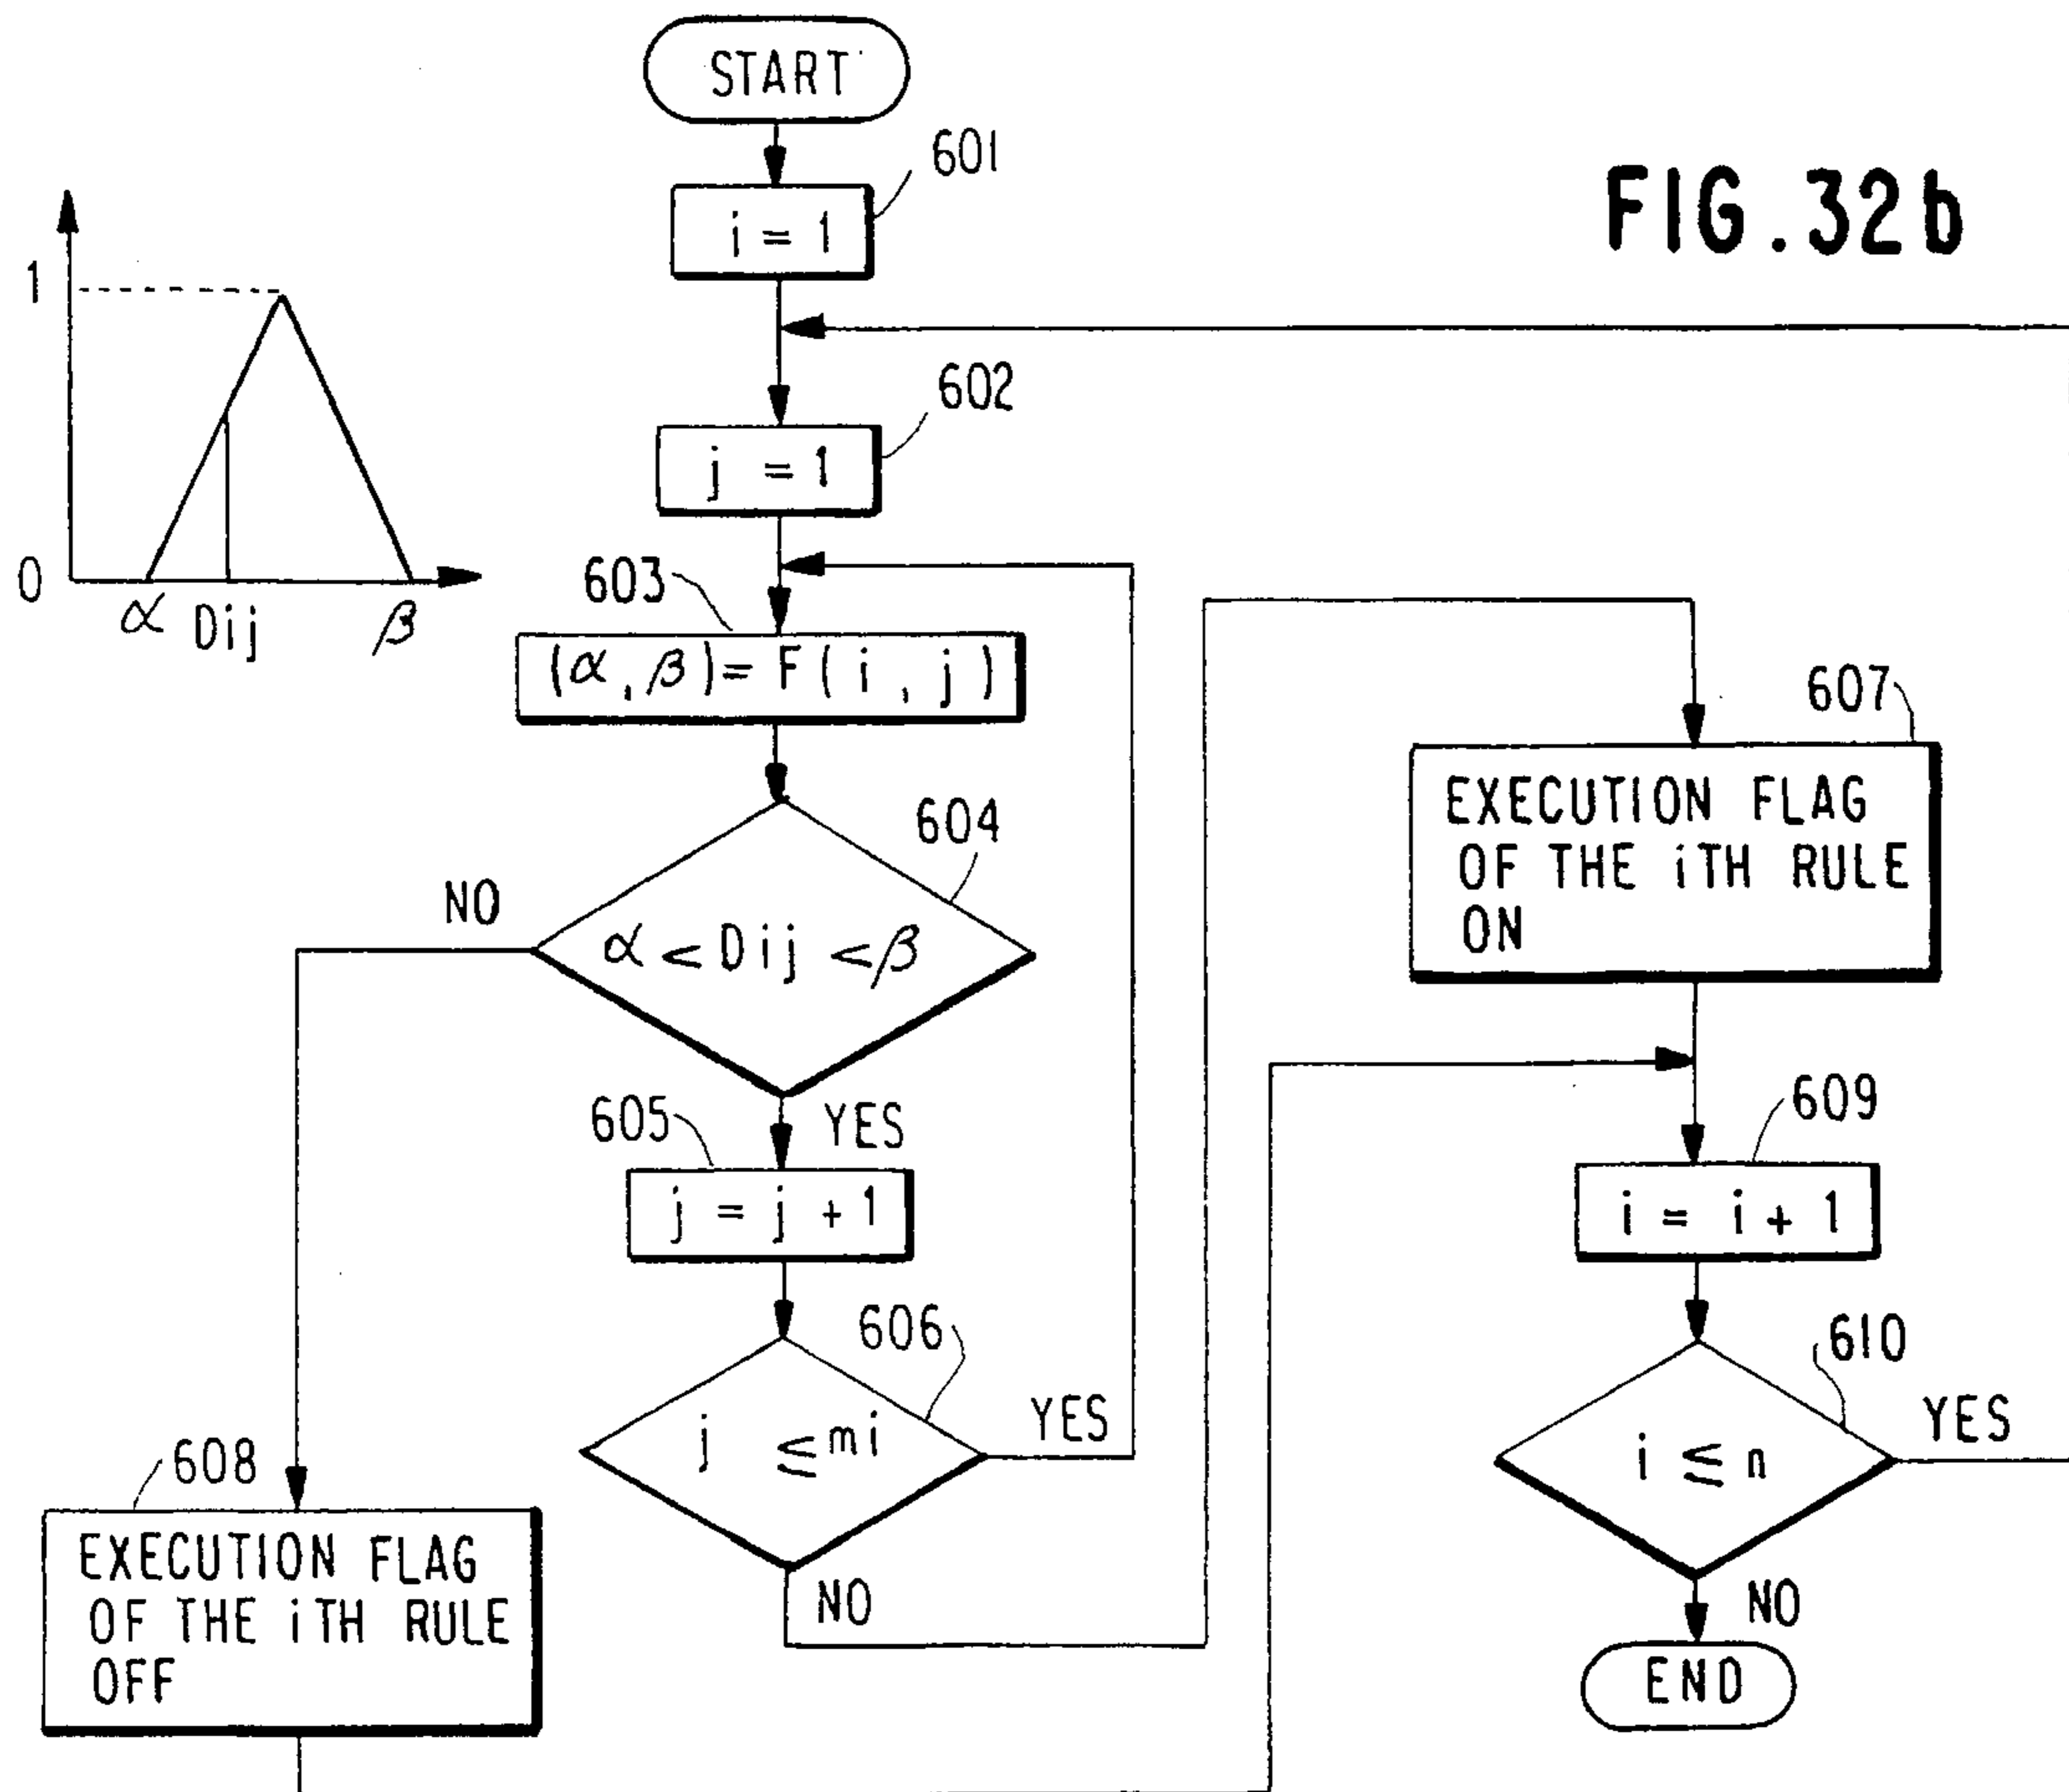 START
601
i = 1
FIG. 32b
1
0
α Dij β
602
j = 1
603
(α, β) = F( i , j )
604
α < Dij < β
NO
YES
605
j = j + 1
606
j ≦ mi
YES
NO
607
EXECUTION FLAG
OF THE iTH RULE
ON
608
EXECUTION FLAG
OF THE iTH RULE
OFF
609
i = i + 1
610
i ≦ n
YES
NO
END